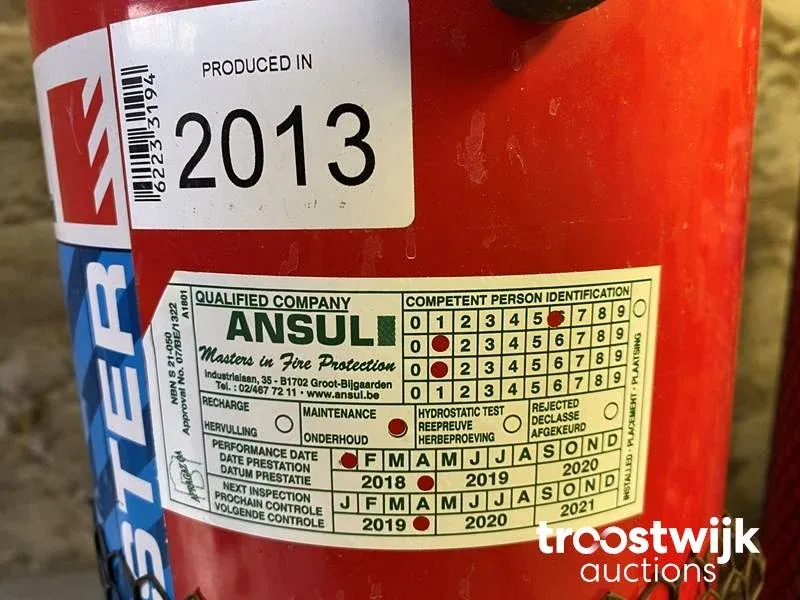 PRODUCED IN
2013
6223 3194
STER
NBN S 21-050
Approval No. 07/BE/1322
A1801
QUALIFIED COMPANY
ANSUL
Masters in Fire Protection
Industrialaan, 35 - B1702 Groot-Bijgaarden
Tel. : 02/467 72 11 - www.ansul.be
COMPETENT PERSON IDENTIFICATION
0 1 2 3 4 5 7 8 9
0 2 3 4 5 6 7 8 9
0 2 3 4 5 6 7 8 9
0 1 2 3 4 5 6 7 8 9
RECHARGE
HERVULLING
MAINTENANCE
ONDERHOUD
HYDROSTATIC TEST
REEPREUVE
HERBEPROEVING
REJECTED
DECLASSE
AFGEKEURD
INSTALLED - PLACEMENT - PLAATSING
PERFORMANCE DATE
DATE PRESTATION
DATUM PRESTATIE
F M A M J J A S O N D
2018 2019 2020
NEXT INSPECTION
PROCHAIN CONTROLE
VOLGENDE CONTROLE
J F M A M J J A S O N D
2019 2020 2021
troostwijk
auctions